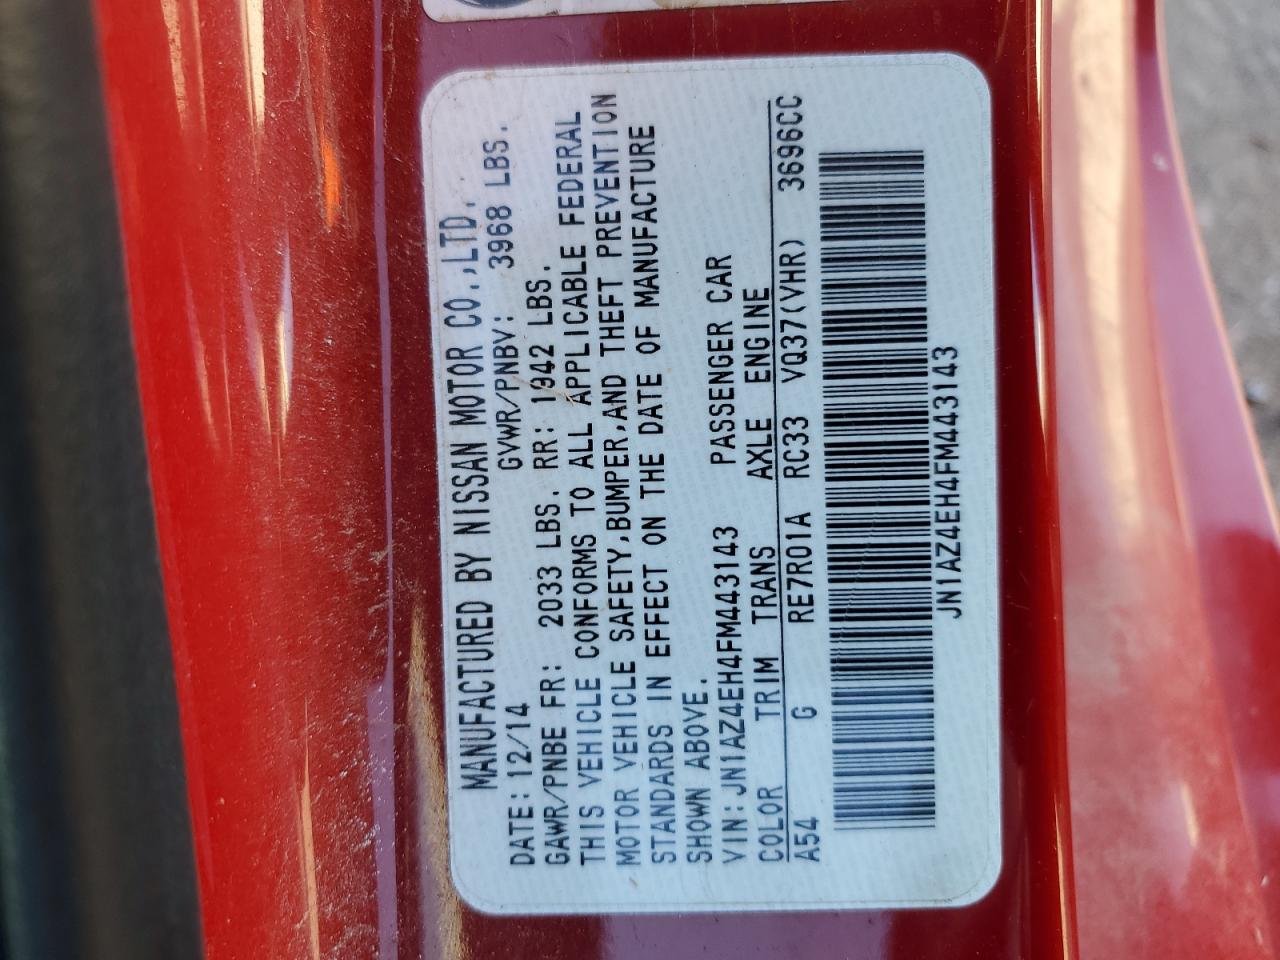 MANUFACTURED BY NISSAN MOTOR CO.,LTD.
DATE:12/14 GVWR/PNBV: 3968 LBS.
GAWR/PNBE FR: 2033 LBS. RR: 1942 LBS.
THIS VEHICLE CONFORMS TO ALL APPLICABLE FEDERAL
MOTOR VEHICLE SAFETY,BUMPER,AND THEFT PREVENTION
STANDARDS IN EFFECT ON THE DATE OF MANUFACTURE
SHOWN ABOVE.
VIN:JN1AZ4EH4FM443143 PASSENGER CAR
COLOR TRIM TRANS AXLE ENGINE
A54 G RE7R01A RC33 VQ37(VHR) 3696CC
JN1AZ4EH4FM443143